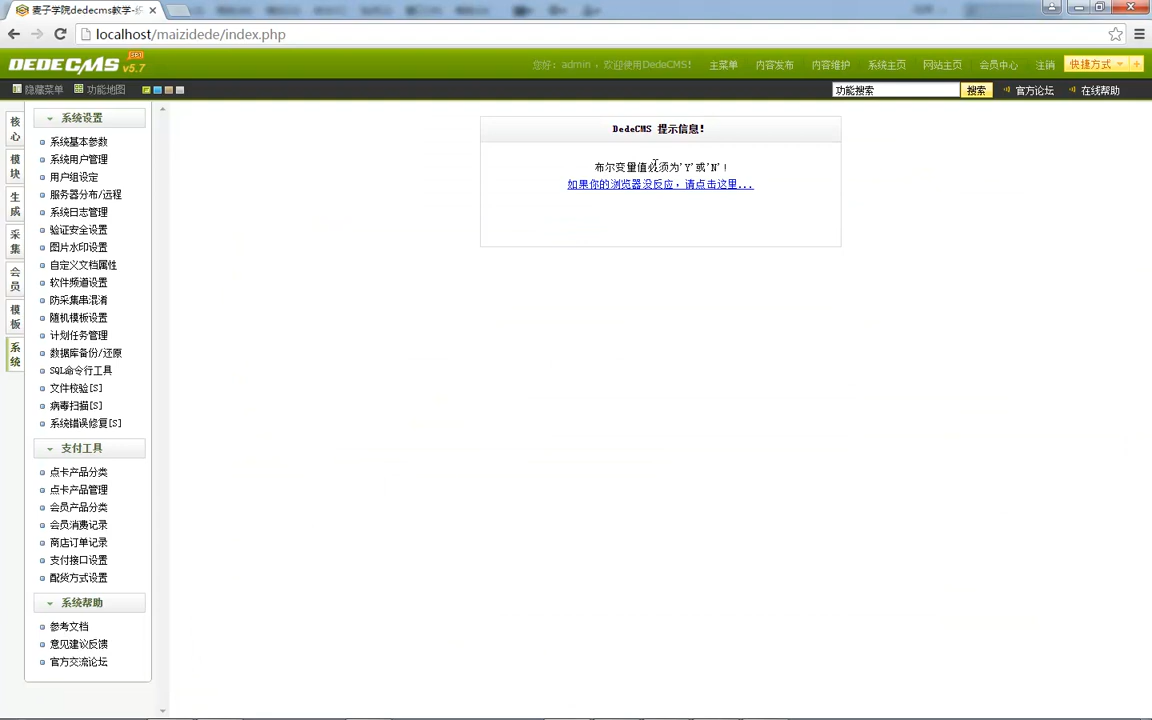 麦子学院dedecms教学-织
localhost/maizidede/index.php
DEDECMS v5.7
您好: admin ，欢迎使用DedeCMS!
主菜单
内容发布
内容维护
系统主页
网站主页
会员中心
注销
快捷方式
隐藏菜单
功能地图
功能搜索
搜索
官方论坛
在线帮助
核心
模块
生成
采集
会员
模板
系统
系统设置
系统基本参数
系统用户管理
用户组设定
服务器分布/远程
系统日志管理
验证安全设置
图片水印设置
自定义文档属性
软件频道设置
防采集串混淆
随机模板设置
计划任务管理
数据库备份/还原
SQL命令行工具
文件校验[S]
病毒扫描[S]
系统错误修复[S]
支付工具
点卡产品分类
点卡产品管理
会员产品分类
会员消费记录
商店订单记录
支付接口设置
配货方式设置
系统帮助
参考文档
意见建议反馈
官方交流论坛
DedeCMS 提示信息！
布尔变量值必须为'Y'或'N'！
如果你的浏览器没反应，请点击这里...